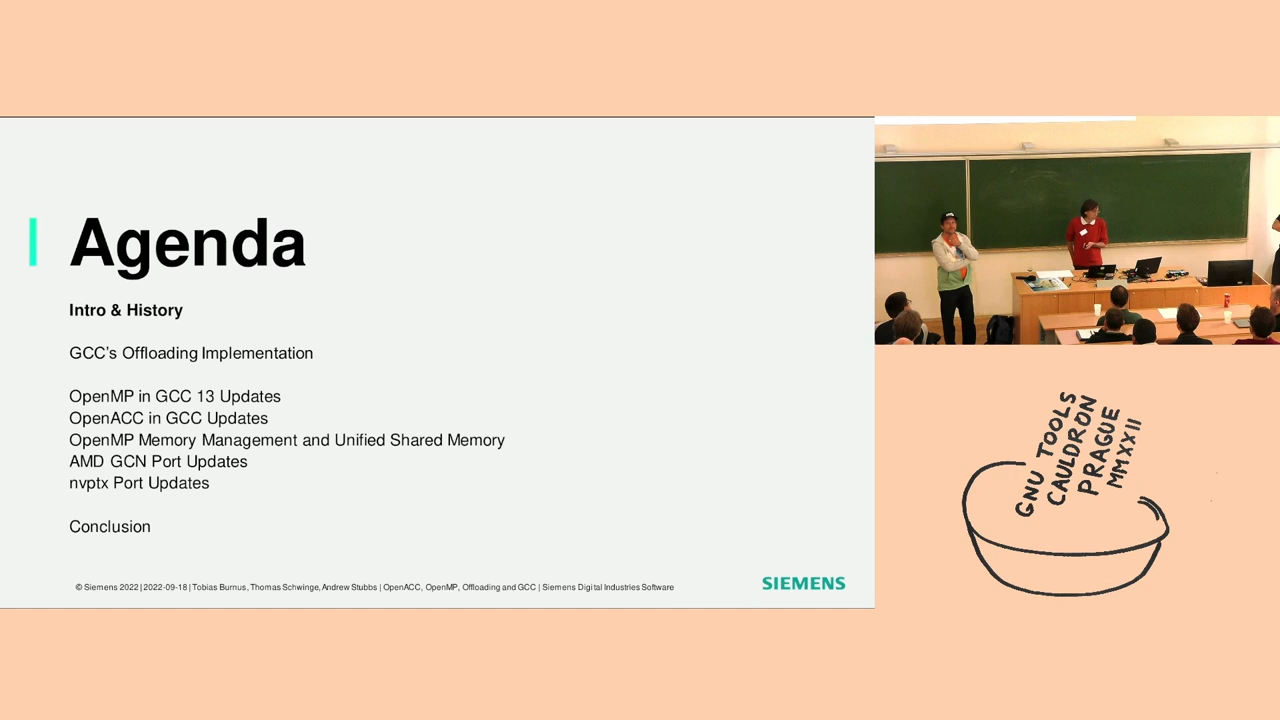 Agenda
Intro & History
GCC's Offloading Implementation
OpenMP in GCC 13 Updates
OpenACC in GCC Updates
OpenMP Memory Management and Unified Shared Memory
AMD GCN Port Updates
nvptx Port Updates
Conclusion
© Siemens 2022 | 2022-09-18 | Tobias Burnus, Thomas Schwinge, Andrew Stubbs | OpenACC, OpenMP, Offloading and GCC | Siemens Digital Industries Software
SIEMENS
GNU TOOLS
CAULDRON
PRAGUE
MMXXII